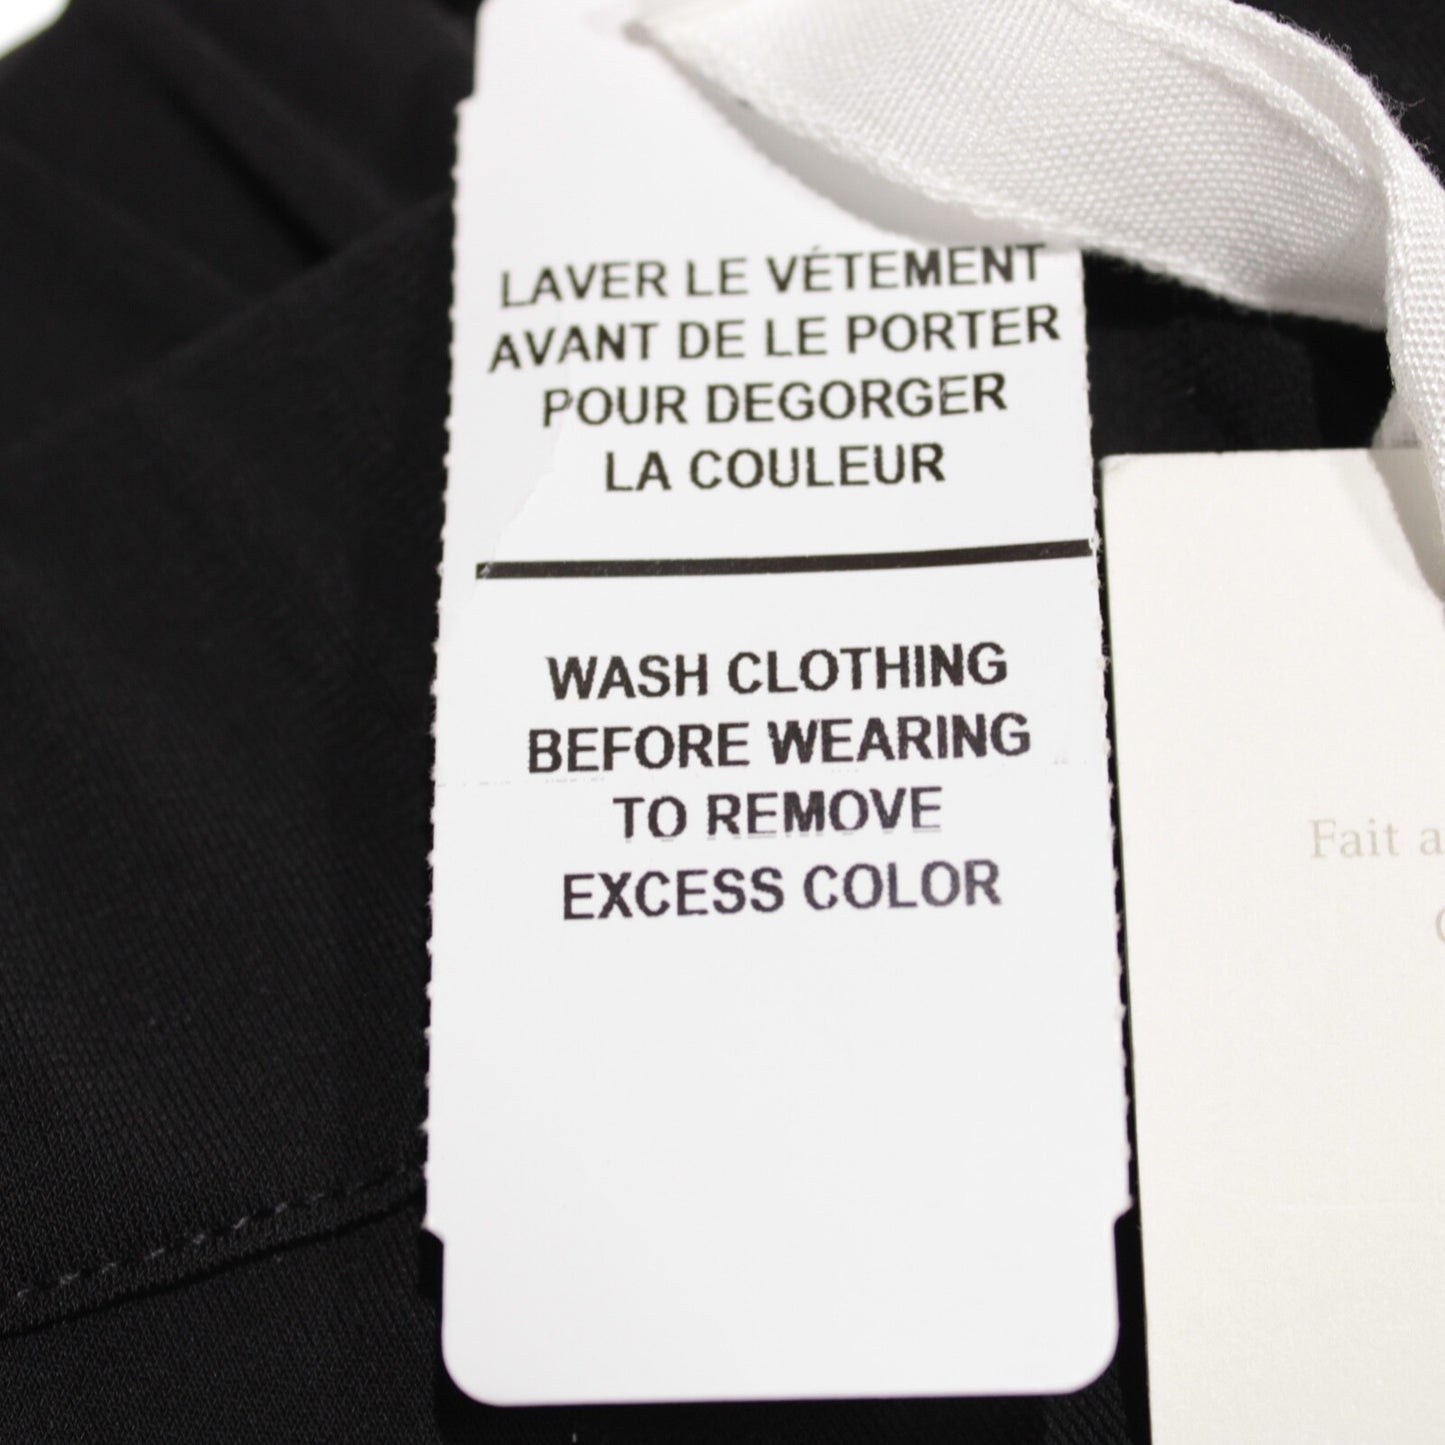 LAVER LE VÉTEMENT
AVANT DE LE PORTER
POUR DEGORGER
LA COULEUR
WASH CLOTHING
BEFORE WEARING
TO REMOVE
EXCESS COLOR
Fait a